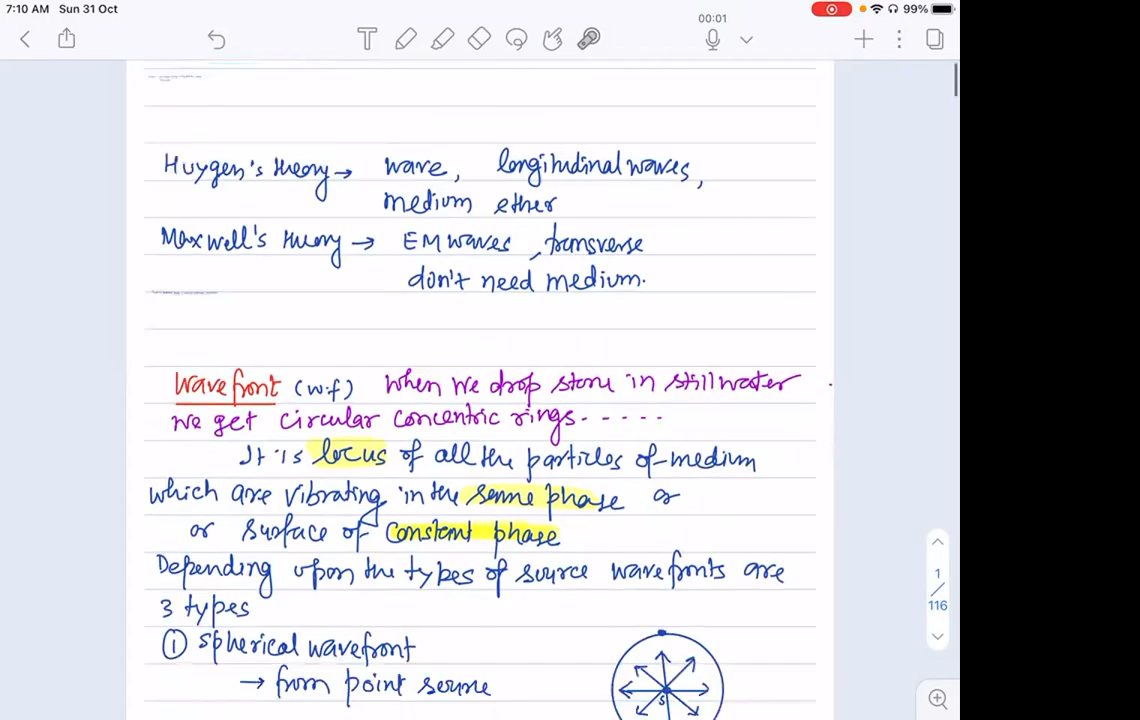 7:10 AM Sun 31 Oct
99%
00:01
T
Huygen's theory → wave, longitudinal waves,
medium ether
Maxwell's theory → EM waves, transverse
don't need medium.
Wavefront (w.f) When we drop stone in still water
we get circular concentric rings - - - - -
It is locus of all the particles of medium
which are vibrating in the same phase or
or surface of constant phase
Depending upon the types of source wavefronts are
3 types
① Spherical wavefront
→ from point source
S
1
/
116